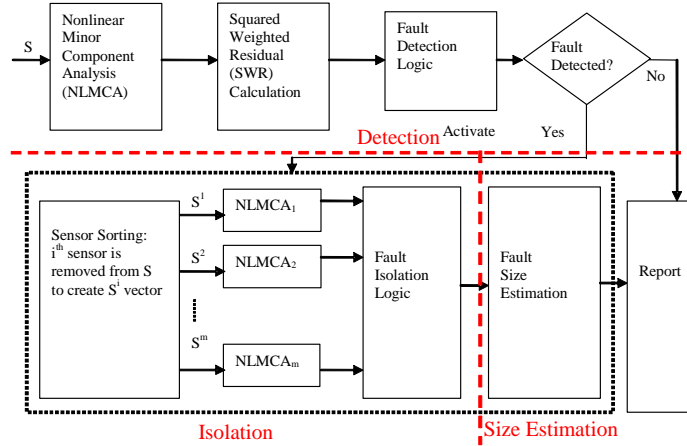 S
Nonlinear
Minor
Component
Analysis
(NLMCA)
Squared
Weighted
Residual
(SWR)
Calculation
Fault
Detection
Logic
Fault
Detected?
No
Detection
Activate
Yes
Sensor Sorting:
iᵗʰ sensor is
removed from S
to create Sⁱ vector
S¹
NLMCA₁
S²
NLMCA₂
Sᵐ
NLMCAₘ
Fault
Isolation
Logic
Fault
Size
Estimation
Report
Isolation
Size Estimation